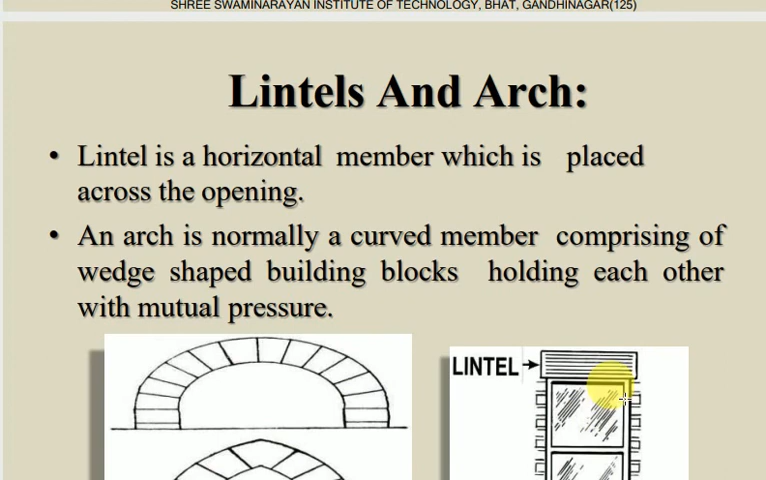 SHREE SWAMINARAYAN INSTITUTE OF TECHNOLOGY, BHAT, GANDHINAGAR(125)
Lintels And Arch:
• Lintel is a horizontal member which is placed
across the opening.
• An arch is normally a curved member comprising of
wedge shaped building blocks holding each other
with mutual pressure.
LINTEL